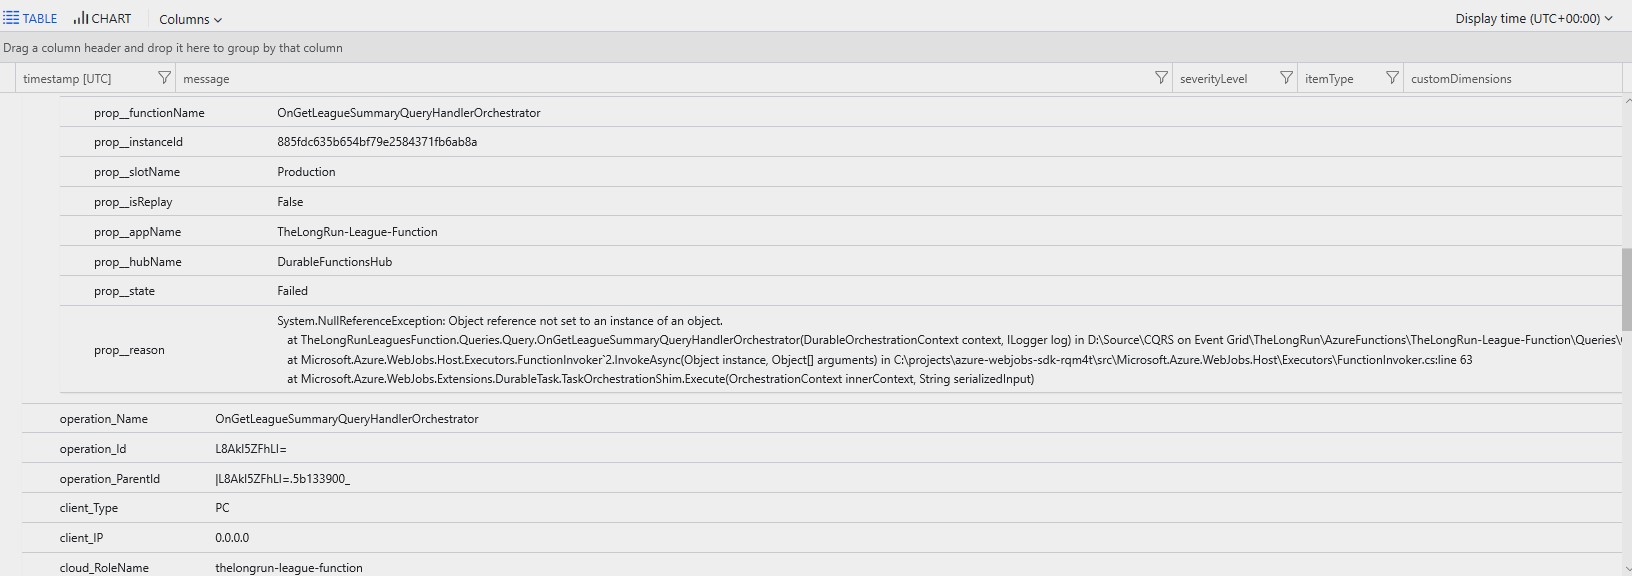 TABLE CHART Columns Display time (UTC+00:00)
Drag a column header and drop it here to group by that column
timestamp [UTC] message severityLevel itemType customDimensions
prop__functionName OnGetLeagueSummaryQueryHandlerOrchestrator
prop__instanceId 885fdc635b654bf79e2584371fb6ab8a
prop__slotName Production
prop__isReplay False
prop__appName TheLongRun-League-Function
prop__hubName DurableFunctionsHub
prop__state Failed
System.NullReferenceException: Object reference not set to an instance of an object.
at TheLongRunLeaguesFunction.Queries.Query.OnGetLeagueSummaryQueryHandlerOrchestrator(DurableOrchestrationContext context, ILogger log) in D:\Source\CQRS on Event Grid\TheLongRun\AzureFunctions\TheLongRun-League-Function\Queries\
prop__reason
at Microsoft.Azure.WebJobs.Host.Executors.FunctionInvoker`2.InvokeAsync(Object instance, Object[] arguments) in C:\projects\azure-webjobs-sdk-rqm4t\src\Microsoft.Azure.WebJobs.Host\Executors\FunctionInvoker.cs:line 63
at Microsoft.Azure.WebJobs.Extensions.DurableTask.TaskOrchestrationShim.Execute(OrchestrationContext innerContext, String serializedInput)
operation_Name OnGetLeagueSummaryQueryHandlerOrchestrator
operation_Id L8AkI5ZFhLI=
operation_ParentId |L8AkI5ZFhLI=.5b133900_
client_Type PC
client_IP 0.0.0.0
cloud_RoleName thelongrun-league-function